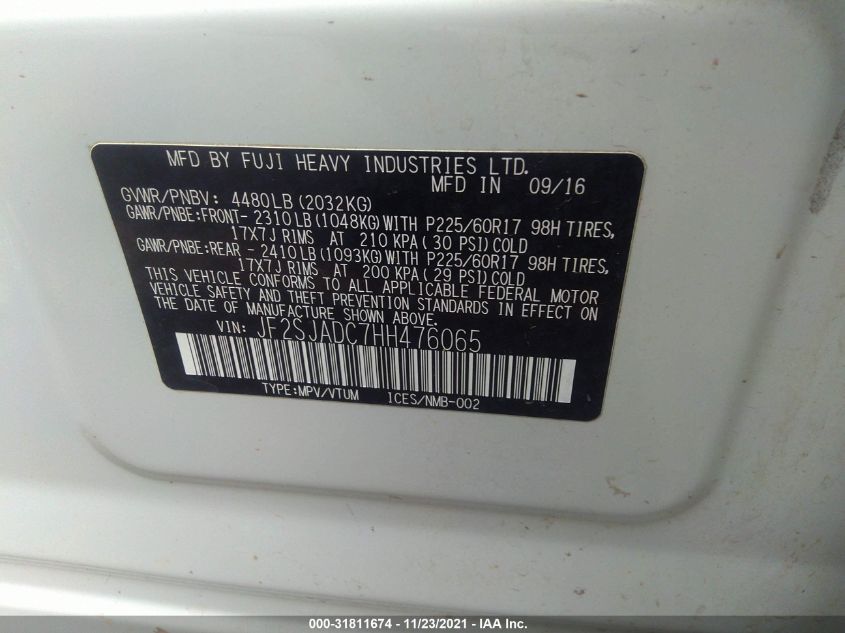 MFD BY FUJI HEAVY INDUSTRIES LTD.
MFD IN 09/16
GVWR/PNBV: 4480LB (2032KG)
GAWR/PNBE:FRONT- 2310LB (1048KG) WITH P225/60R17 98H TIRES,
17X7J RIMS AT 210 KPA (30 PSI) COLD
GAWR/PNBE:REAR - 2410LB (1093KG) WITH P225/60R17 98H TIRES,
17X7J RIMS AT 200 KPA (29 PSI) COLD
THIS VEHICLE CONFORMS TO ALL APPLICABLE FEDERAL MOTOR
VEHICLE SAFETY AND THEFT PREVENTION STANDARDS IN EFFECT ON
THE DATE OF MANUFACTURE SHOWN ABOVE.
VIN: JF2SJADC7HH476065
TYPE:MPV/VTUM ICES/NMB-002
000-31811674 - 11/23/2021 - IAA Inc.